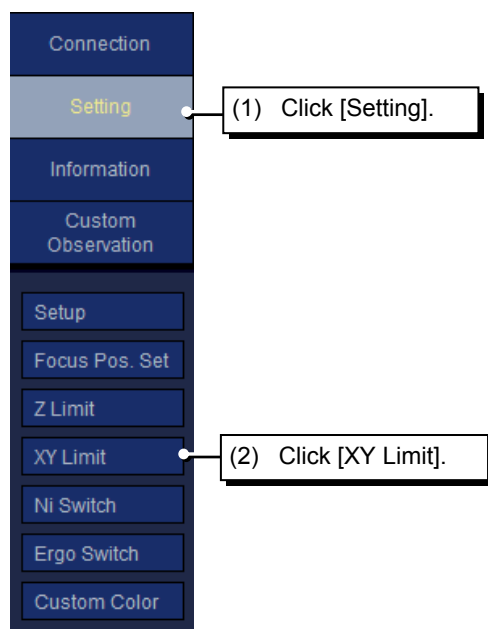 Connection
Setting
(1) Click [Setting].
Information
Custom
Observation
Setup
Focus Pos. Set
Z Limit
XY Limit
(2) Click [XY Limit].
Ni Switch
Ergo Switch
Custom Color